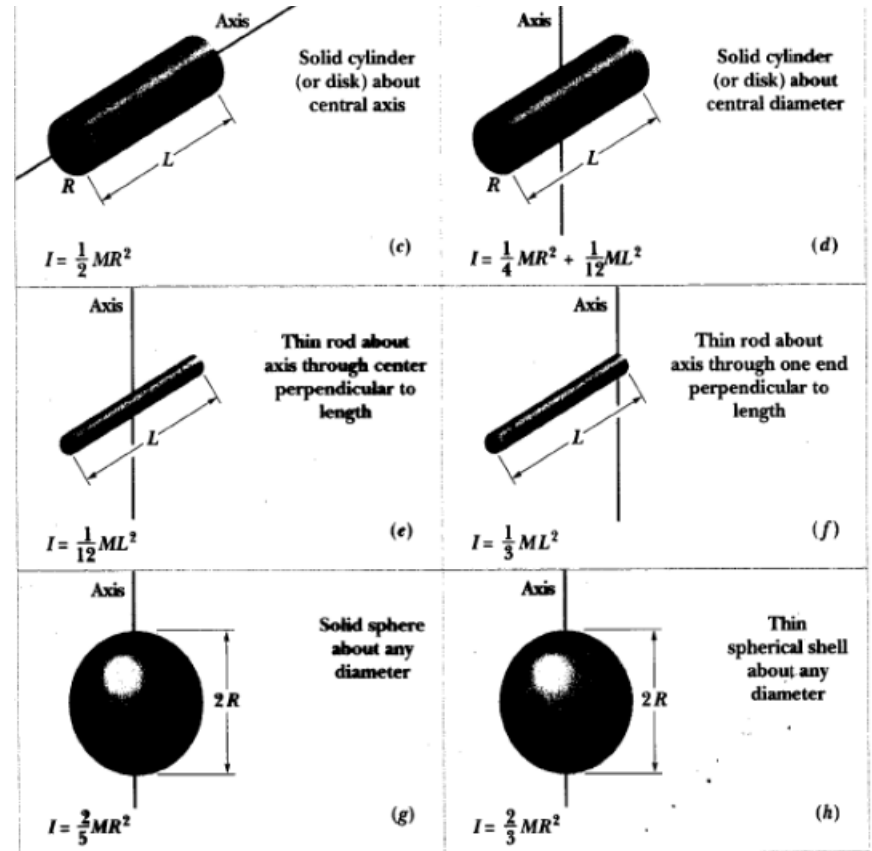 Axis
Solid cylinder
(or disk) about
central axis
L
R
I = 1/2 MR²
(c)
Axis
Solid cylinder
(or disk) about
central diameter
L
R
I = 1/4 MR² + 1/12 ML²
(d)
Axis
Thin rod about
axis through center
perpendicular to
length
L
I = 1/12 ML²
(e)
Axis
Thin rod about
axis through one end
perpendicular to
length
L
I = 1/3 ML²
(f)
Axis
Solid sphere
about any
diameter
2R
I = 2/5 MR²
(g)
Axis
Thin
spherical shell
about any
diameter
2R
I = 2/3 MR²
(h)